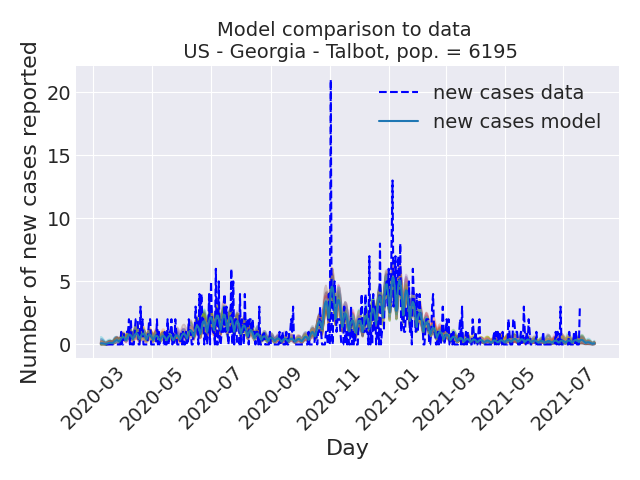 Model comparison to data
US - Georgia - Talbot, pop. = 6195
Number of new cases reported
20
15
10
5
0
new cases data
new cases model
2020-03
2020-05
2020-07
2020-09
2020-11
2021-01
2021-03
2021-05
2021-07
Day